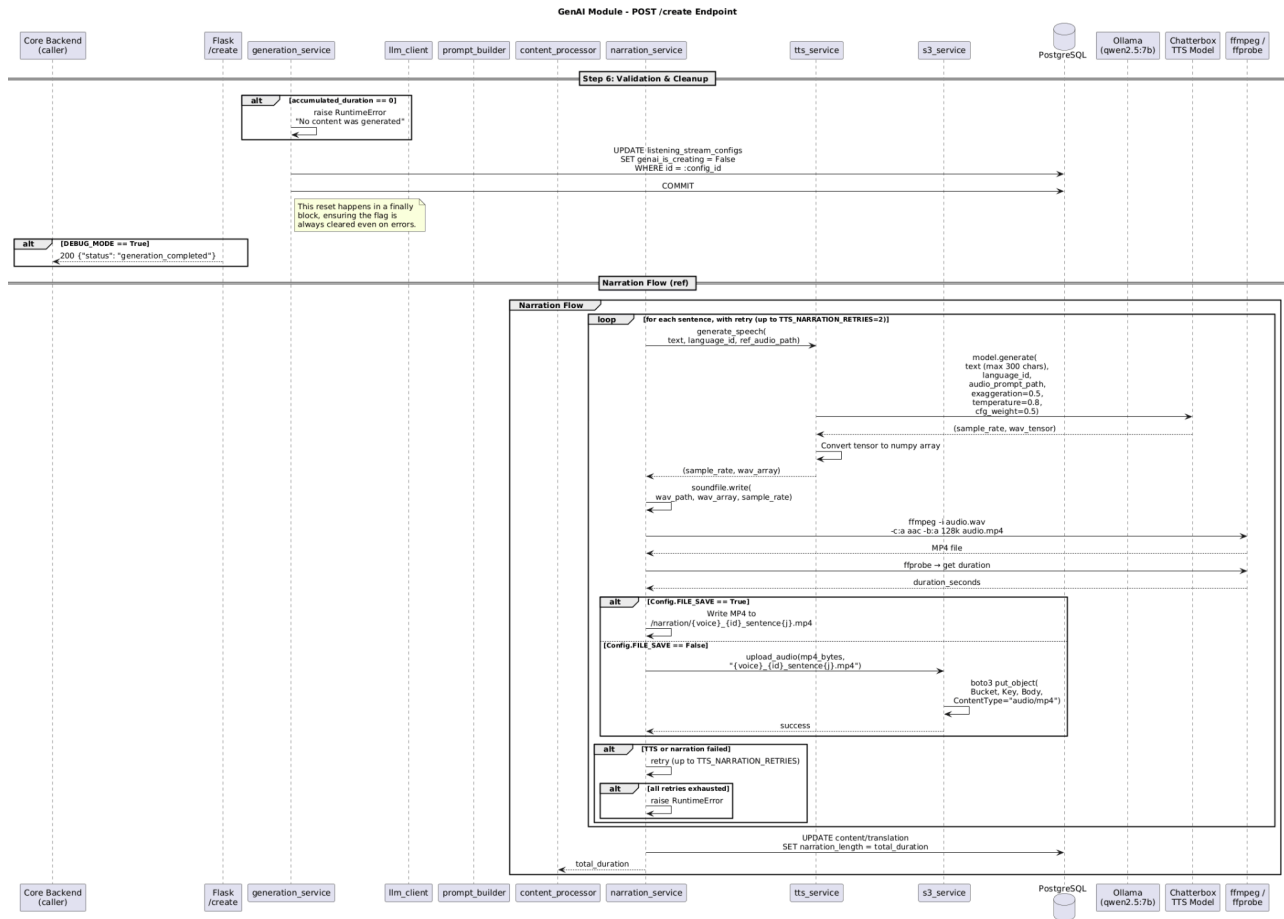 GenAI Module - POST /create Endpoint
Core Backend
(caller)
Flask
/create
generation_service
llm_client
prompt_builder
content_processor
narration_service
tts_service
s3_service
PostgreSQL
Ollama
(qwen2.5:7b)
Chatterbox
TTS Model
ffmpeg /
ffprobe
Step 6: Validation & Cleanup
alt
[accumulated_duration == 0]
raise RuntimeError
"No content was generated"
UPDATE listening_stream_configs
SET genai_is_creating = False
WHERE id = :config_id
COMMIT
This reset happens in a finally
block, ensuring the flag is
always cleared even on errors.
alt
[DEBUG_MODE == True]
200 {"status": "generation_completed"}
Narration Flow (ref)
Narration Flow
loop
[for each sentence, with retry (up to TTS_NARRATION_RETRIES=2)]
generate_speech(
text, language_id, ref_audio_path)
model.generate(
text (max 300 chars),
language_id,
audio_prompt_path,
exaggeration=0.5,
temperature=0.8,
cfg_weight=0.5)
(sample_rate, wav_tensor)
Convert tensor to numpy array
(sample_rate, wav_array)
soundfile.write(
wav_path, wav_array, sample_rate)
ffmpeg -i audio.wav
-c:a aac -b:a 128k audio.mp4
MP4 file
ffprobe → get duration
duration_seconds
alt
[Config.FILE_SAVE == True]
Write MP4 to
/narration/{voice}_{id}_sentence{j}.mp4
[Config.FILE_SAVE == False]
upload_audio(mp4_bytes,
"{voice}_{id}_sentence{j}.mp4")
boto3 put_object(
Bucket, Key, Body,
ContentType="audio/mp4")
success
alt
[TTS or narration failed]
retry (up to TTS_NARRATION_RETRIES)
alt
[all retries exhausted]
raise RuntimeError
UPDATE content/translation
SET narration_length = total_duration
total_duration
Core Backend
(caller)
Flask
/create
generation_service
llm_client
prompt_builder
content_processor
narration_service
tts_service
s3_service
PostgreSQL
Ollama
(qwen2.5:7b)
Chatterbox
TTS Model
ffmpeg /
ffprobe